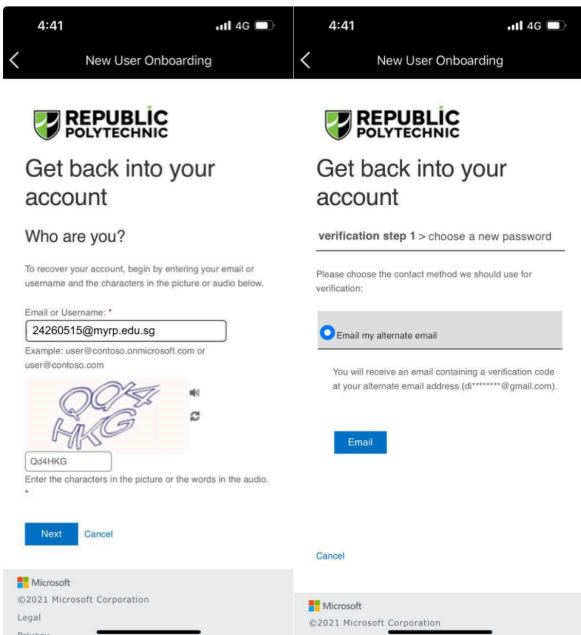 4:41
4G
New User Onboarding
REPUBLIC
POLYTECHNIC
Get back into your
account
Who are you?
To recover your account, begin by entering your email or
username and the characters in the picture or audio below.
Email or Username: *
24260515@myrp.edu.sg
Example: user@contoso.onmicrosoft.com or
user@contoso.com
HKG
Qd4HKG
Enter the characters in the picture or the words in the audio.
*
Next
Cancel
Microsoft
©2021 Microsoft Corporation
Legal
Privacy
4:41
4G
New User Onboarding
REPUBLIC
POLYTECHNIC
Get back into your
account
verification step 1 > choose a new password
Please choose the contact method we should use for
verification:
Email my alternate email
You will receive an email containing a verification code
at your alternate email address (di********@gmail.com).
Email
Cancel
Microsoft
©2021 Microsoft Corporation